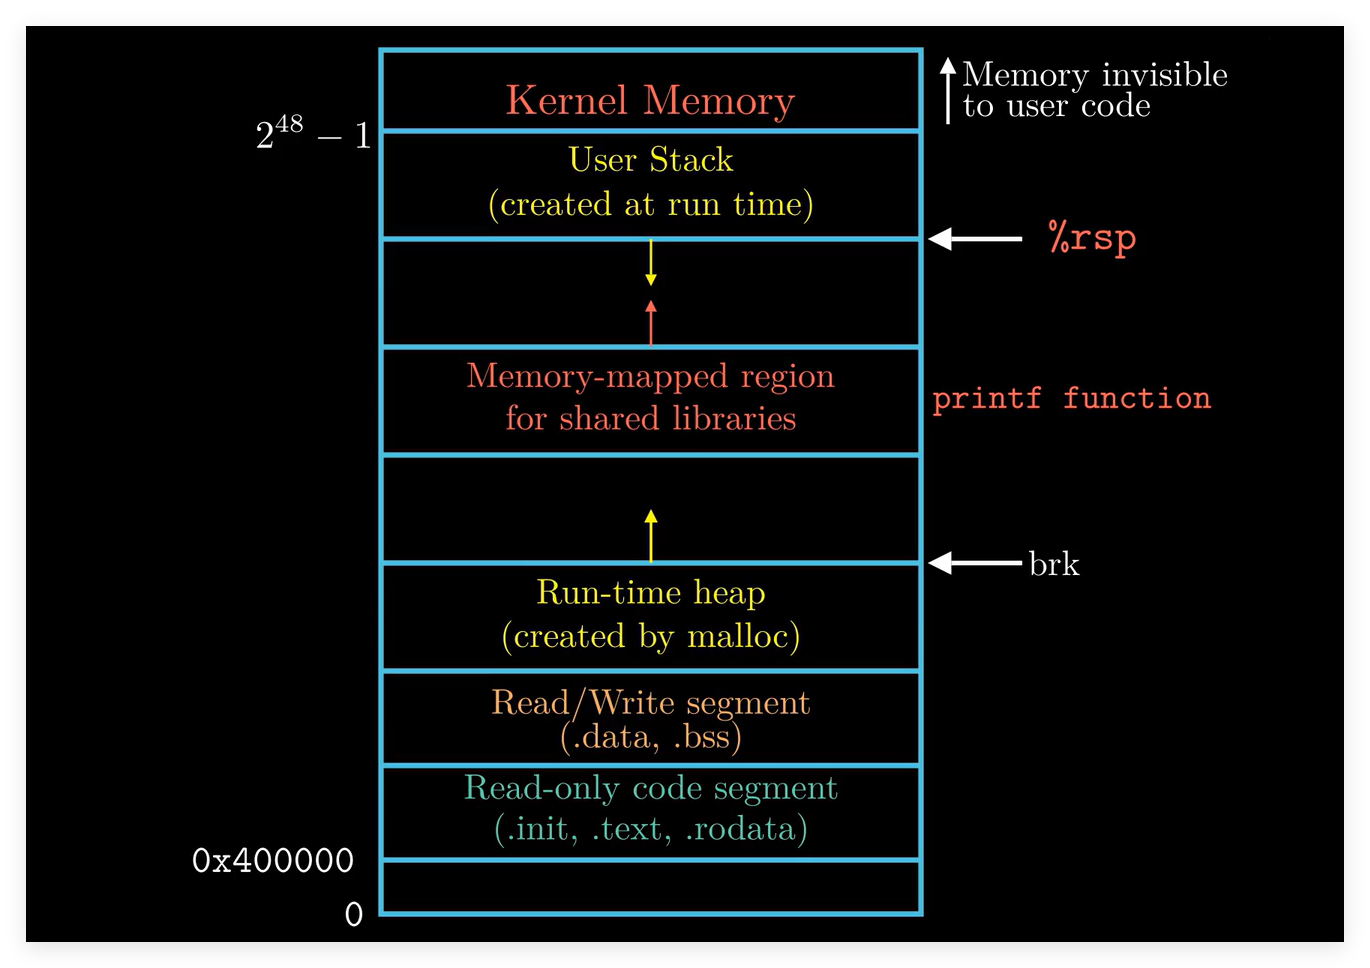 Kernel Memory
Memory invisible
to user code
2^48 − 1
User Stack
(created at run time)
%rsp
Memory-mapped region
for shared libraries
printf function
brk
Run-time heap
(created by malloc)
Read/Write segment
(.data, .bss)
Read-only code segment
(.init, .text, .rodata)
0x400000
0